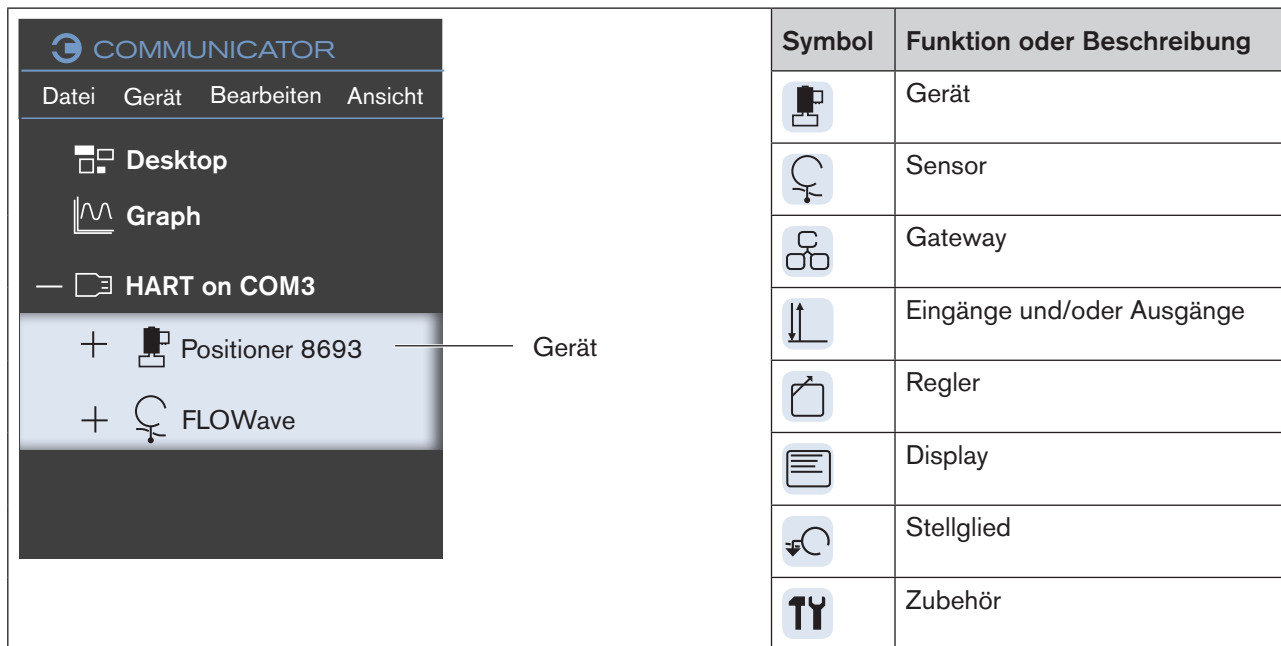 COMMUNICATOR
Datei Gerät Bearbeiten Ansicht
Desktop
Graph
HART on COM3
Positioner 8693
Gerät
FLOWave
Symbol Funktion oder Beschreibung
Gerät
Sensor
Gateway
Eingänge und/oder Ausgänge
Regler
Display
Stellglied
Zubehör